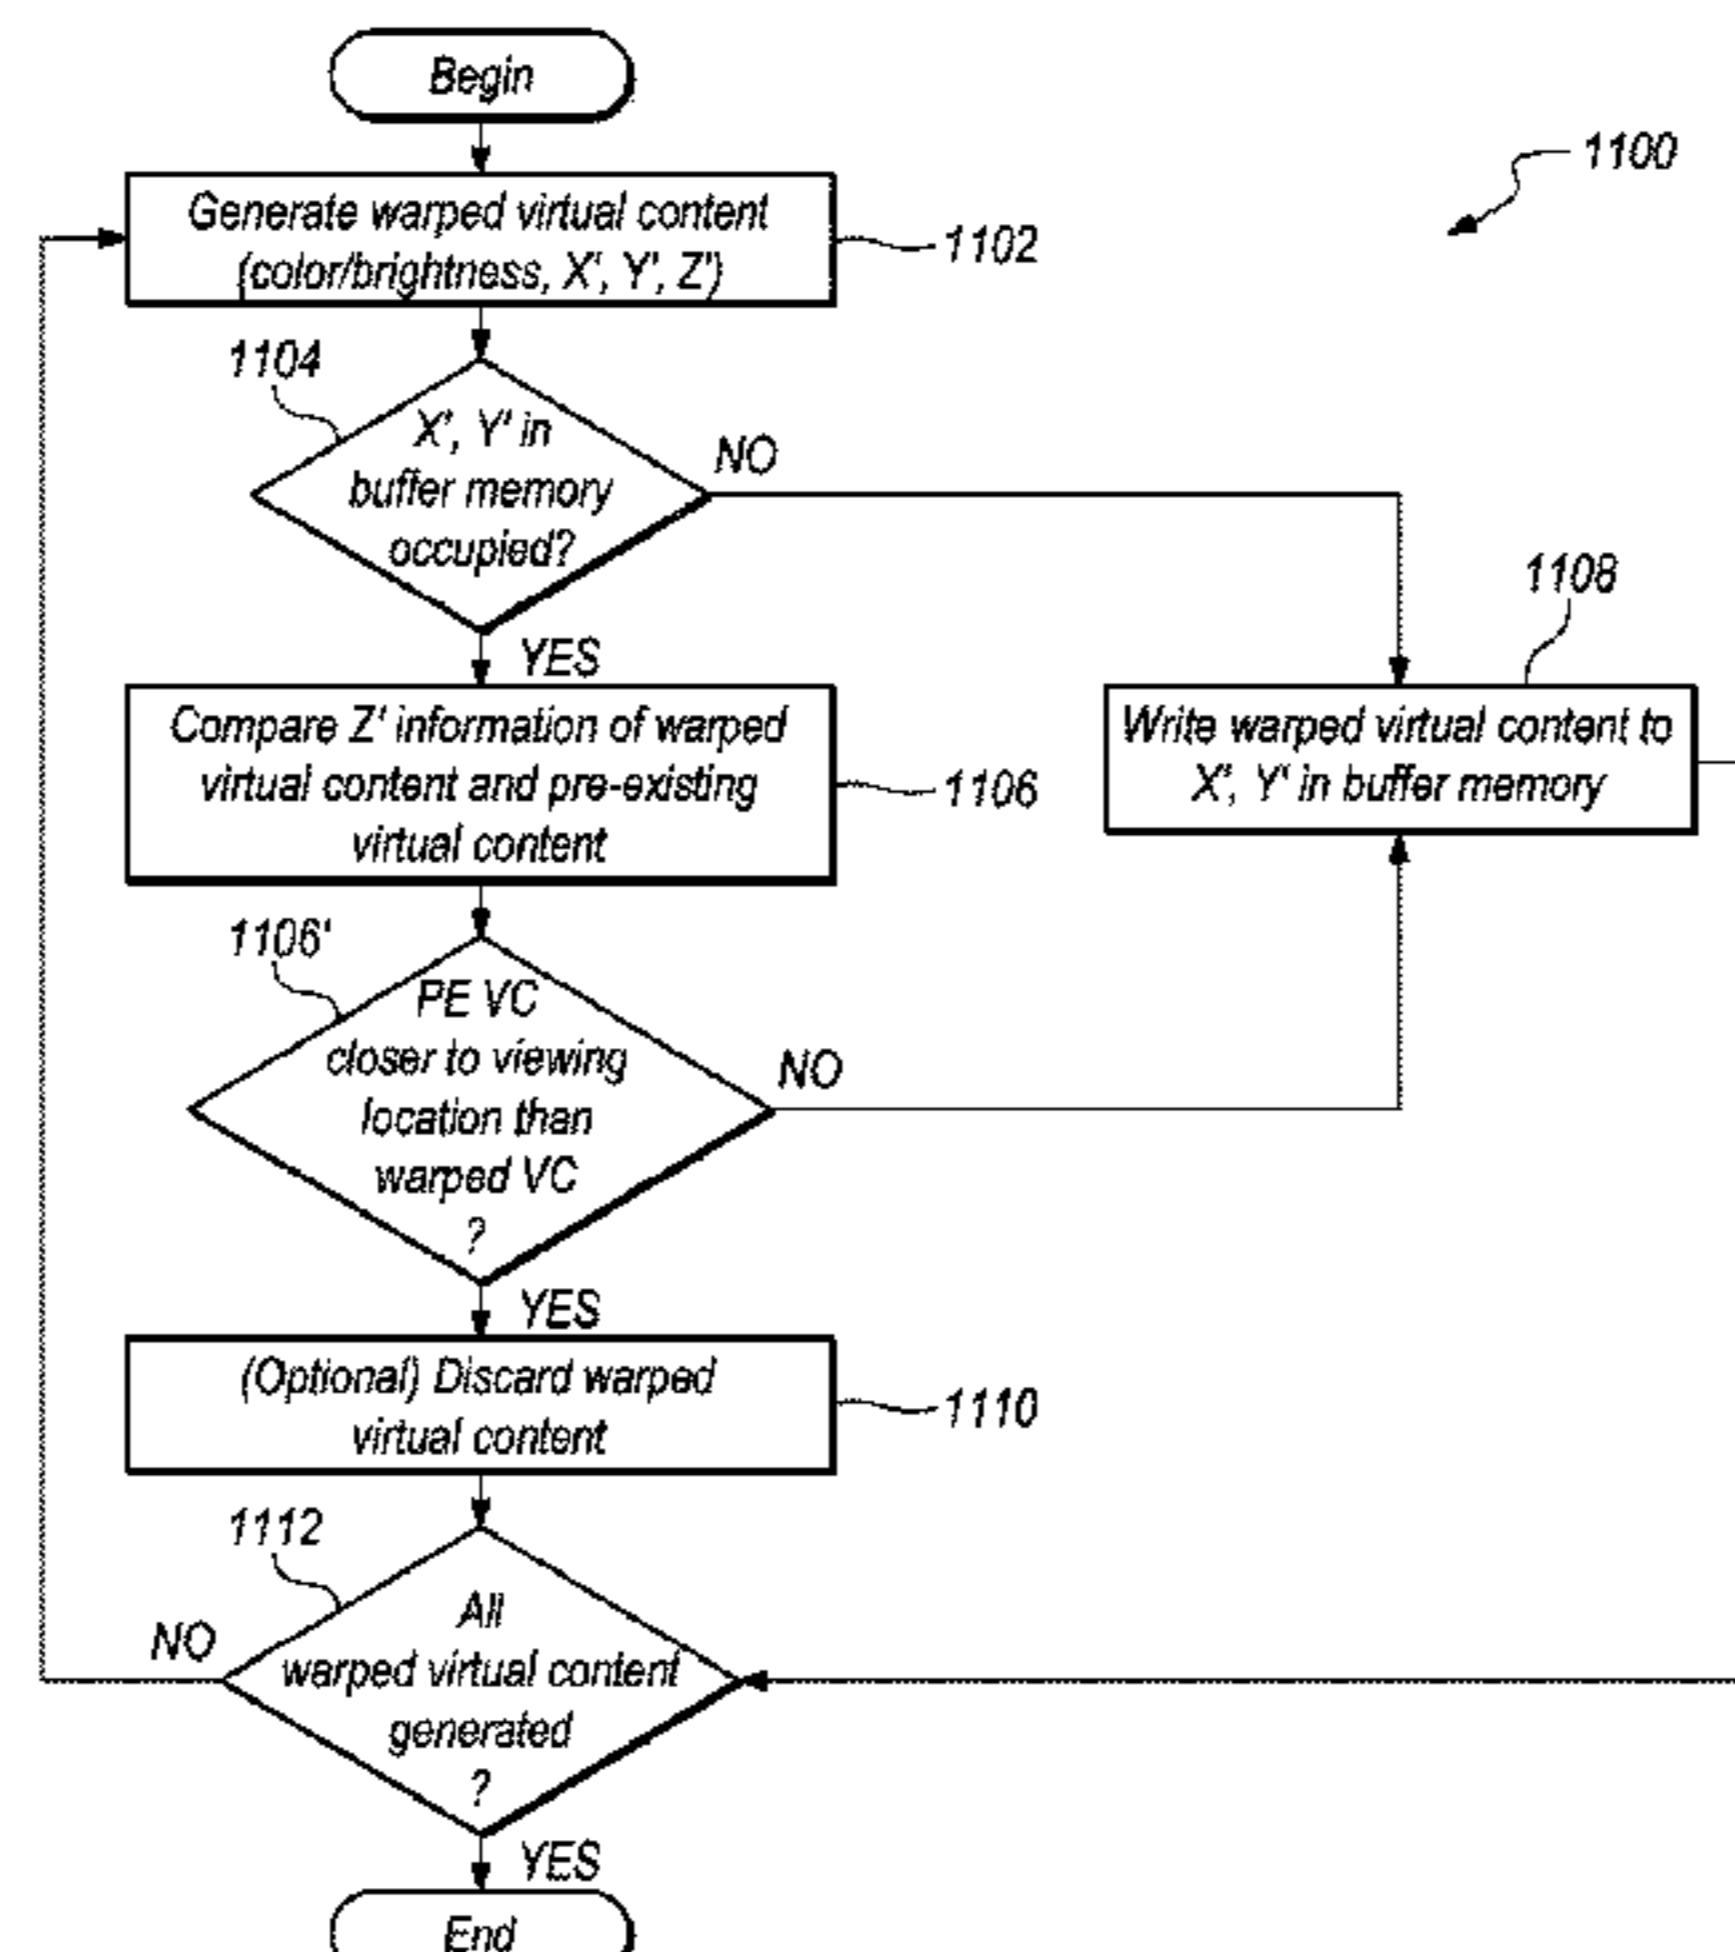 Begin
1100
Generate warped virtual content
(color/brightness, X', Y', Z')
1102
1104
X', Y' in
buffer memory
occupied?
NO
1108
YES
Compare Z' information of warped
virtual content and pre-existing
virtual content
1106
Write warped virtual content to
X', Y' in buffer memory
1106'
PE VC
closer to viewing
location than
warped VC
?
NO
YES
(Optional) Discard warped
virtual content
1110
1112
All
warped virtual content
generated
?
NO
YES
End